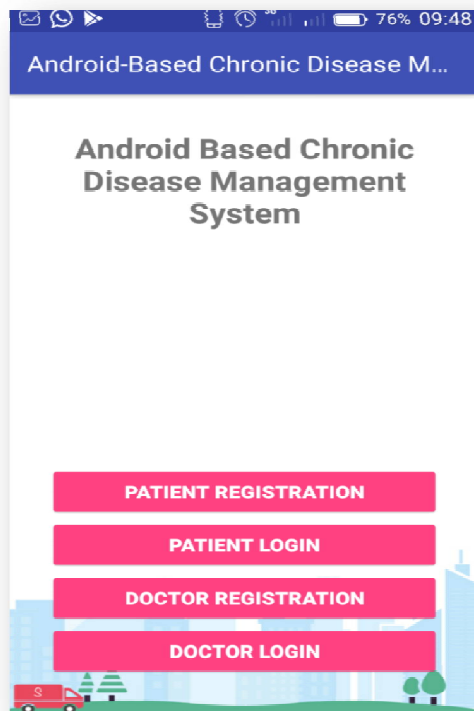 76% 09:48
Android-Based Chronic Disease M...
Android Based Chronic
Disease Management
System
PATIENT REGISTRATION
PATIENT LOGIN
DOCTOR REGISTRATION
DOCTOR LOGIN
S